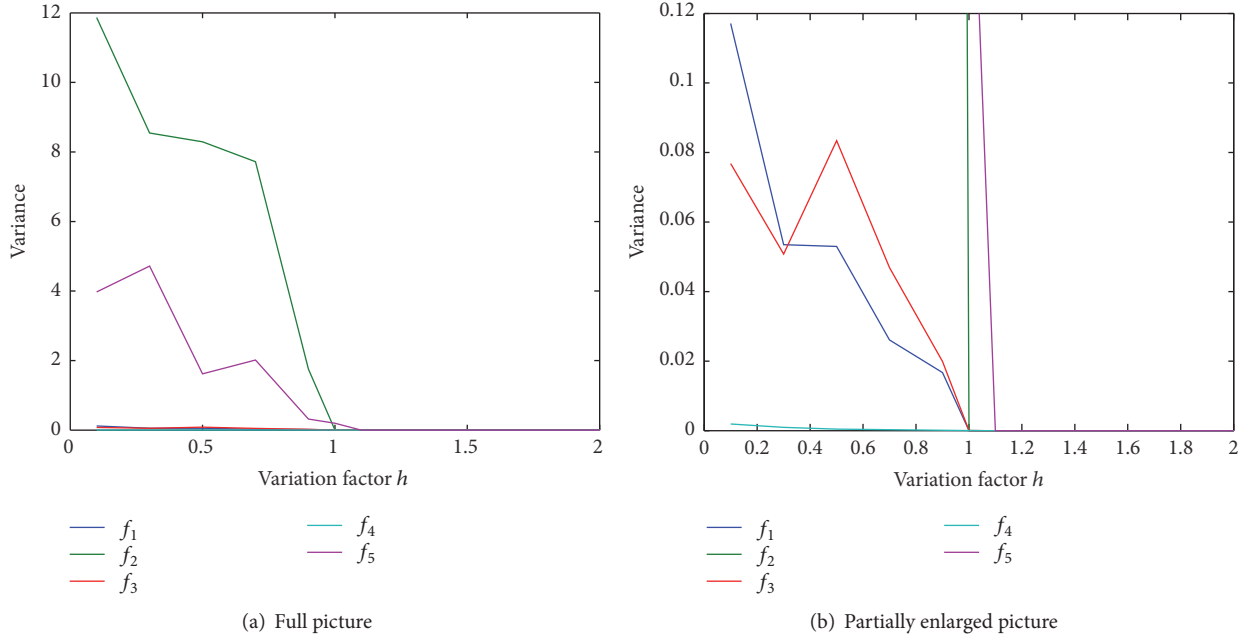 12
10
8
6
4
2
0
Variance
0 0.5 1 1.5 2
Variation factor h
f1
f2
f3
f4
f5
(a) Full picture
0.12
0.1
0.08
0.06
0.04
0.02
0
Variance
0 0.2 0.4 0.6 0.8 1 1.2 1.4 1.6 1.8 2
Variation factor h
f1
f2
f3
f4
f5
(b) Partially enlarged picture